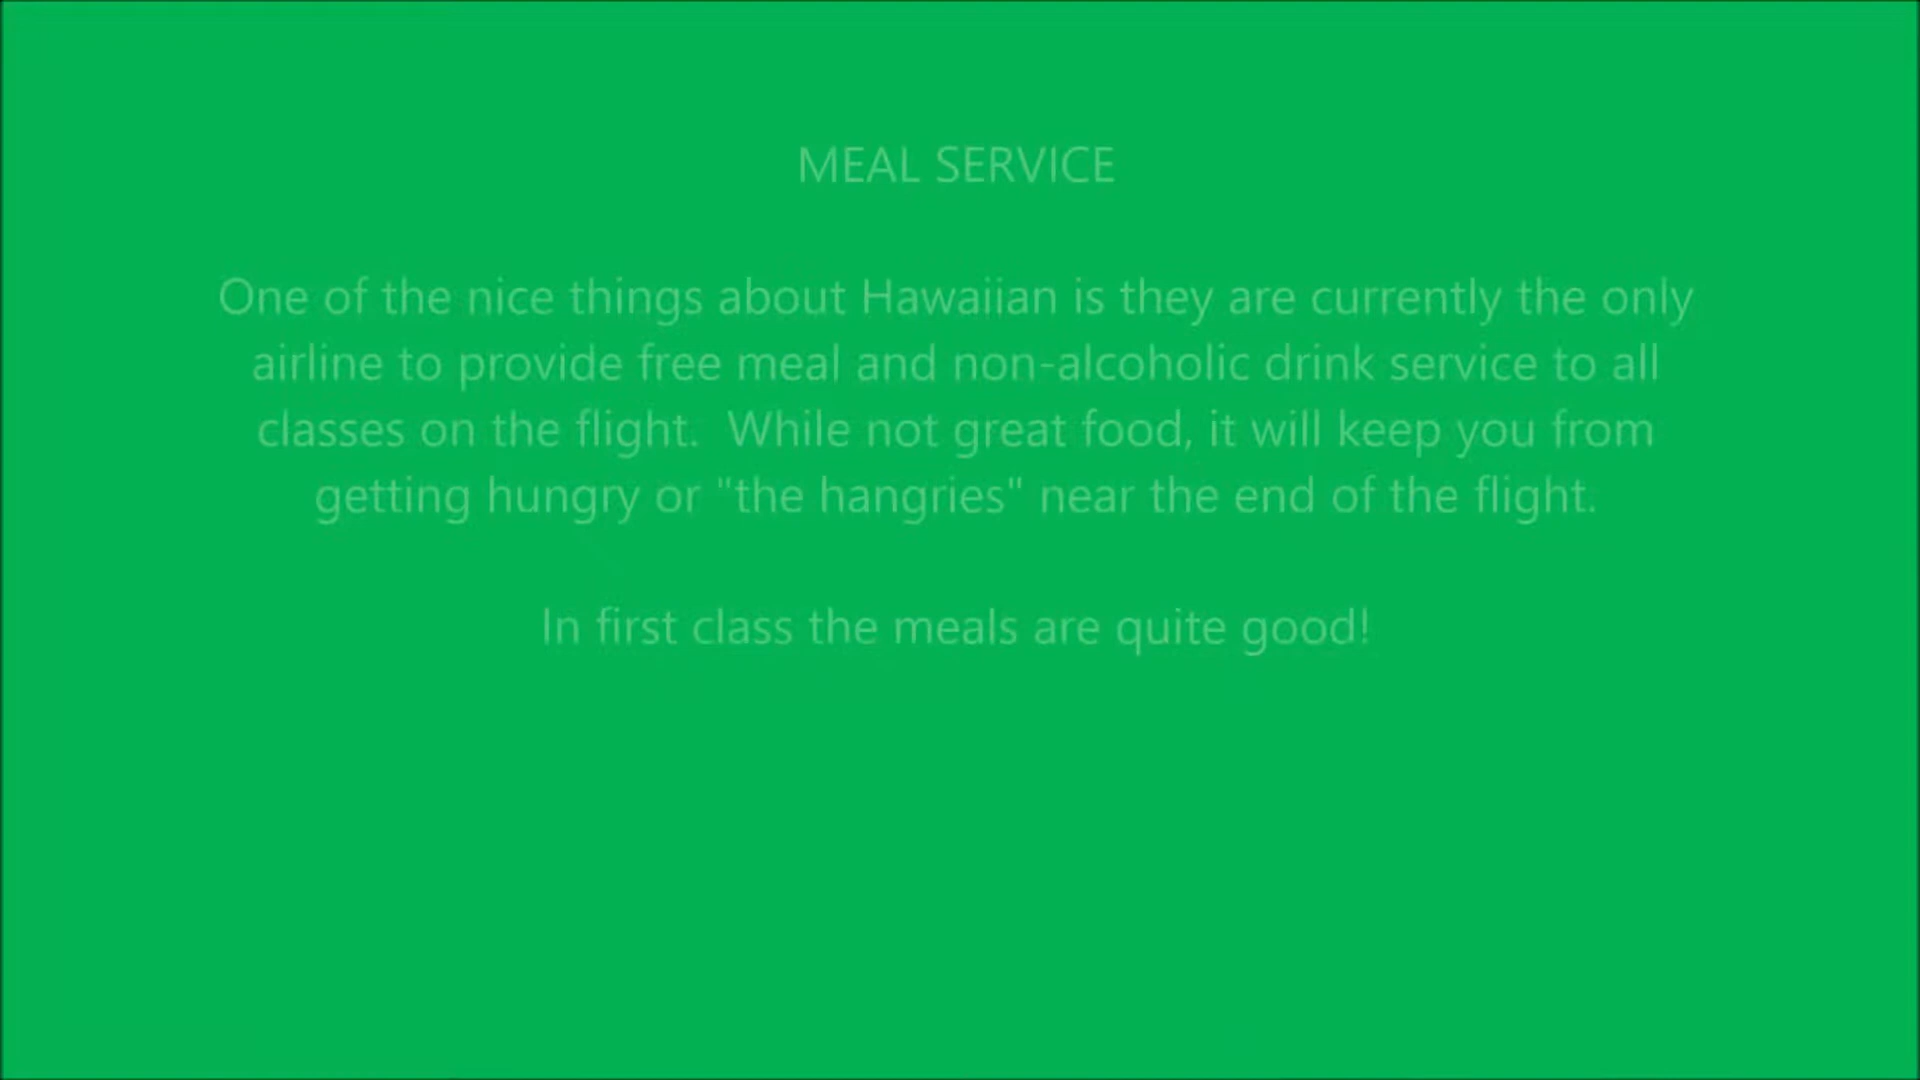 MEAL SERVICE
One of the nice things about Hawaiian is they are currently the only
airline to provide free meal and non-alcoholic drink service to all
classes on the flight.  While not great food, it will keep you from
getting hungry or "the hangries" near the end of the flight.
In first class the meals are quite good!